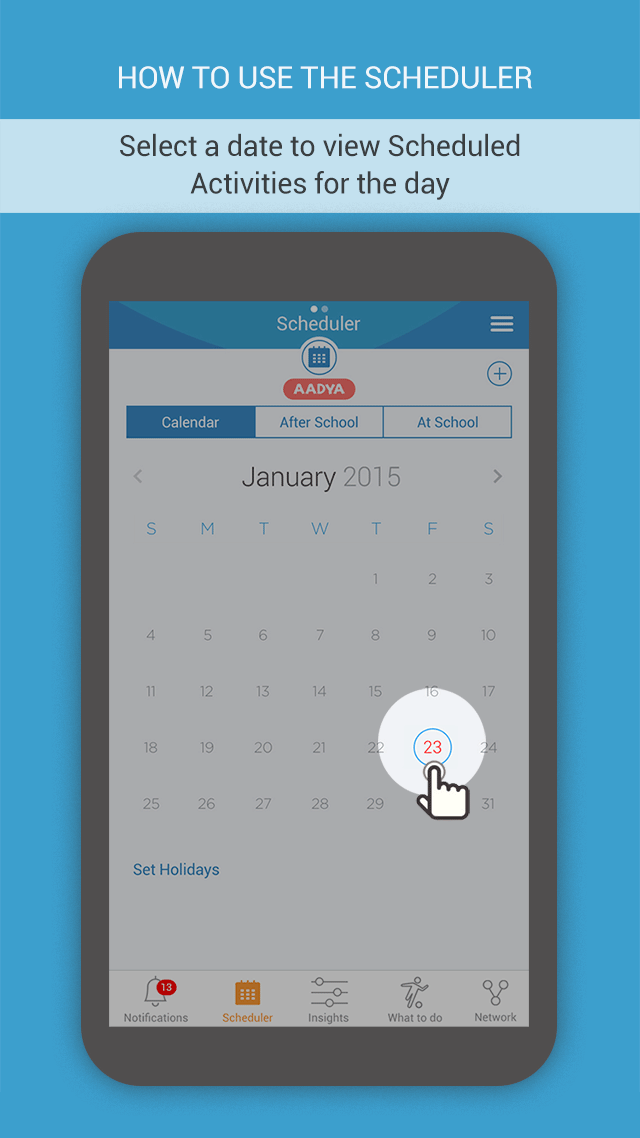 HOW TO USE THE SCHEDULER
Select a date to view Scheduled
Activities for the day
Scheduler
AADYA
Calendar After School At School
January 2015
S M T W T F S
1 2 3
4 5 6 7 8 9 10
11 12 13 14 15 16 17
18 19 20 21 22 23 24
25 26 27 28 29 31
Set Holidays
13
Notifications Scheduler Insights What to do Network